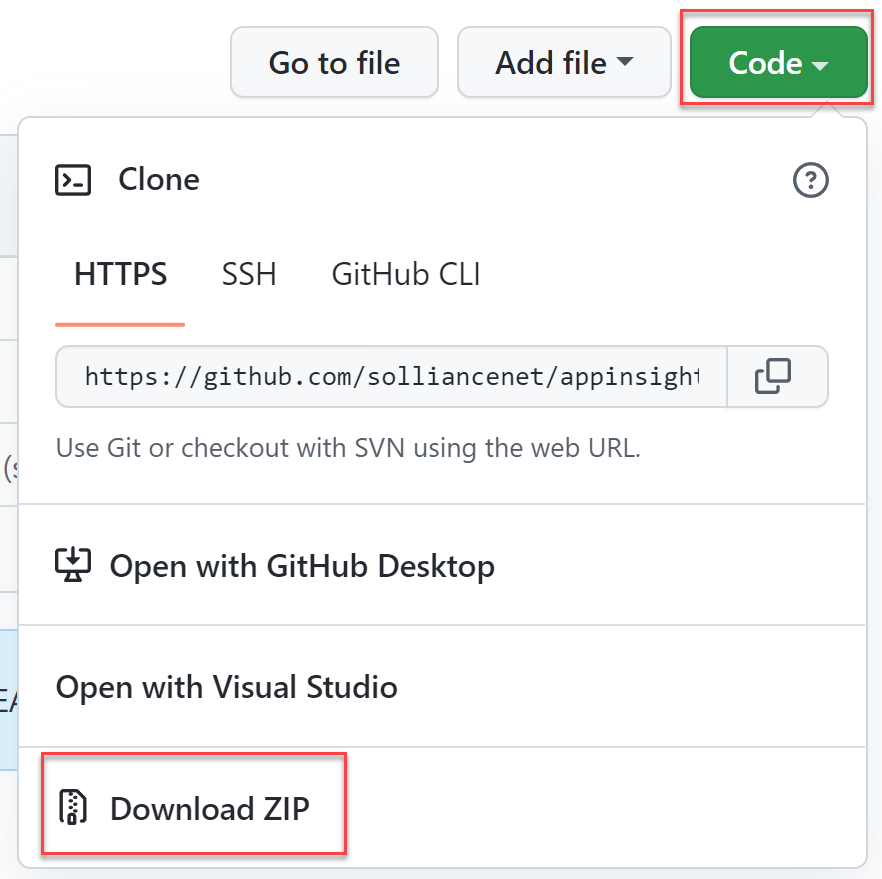 Go to file
Add file
Code
Clone
HTTPS
SSH
GitHub CLI
https://github.com/solliancenet/appinsight
Use Git or checkout with SVN using the web URL.
Open with GitHub Desktop
Open with Visual Studio
Download ZIP